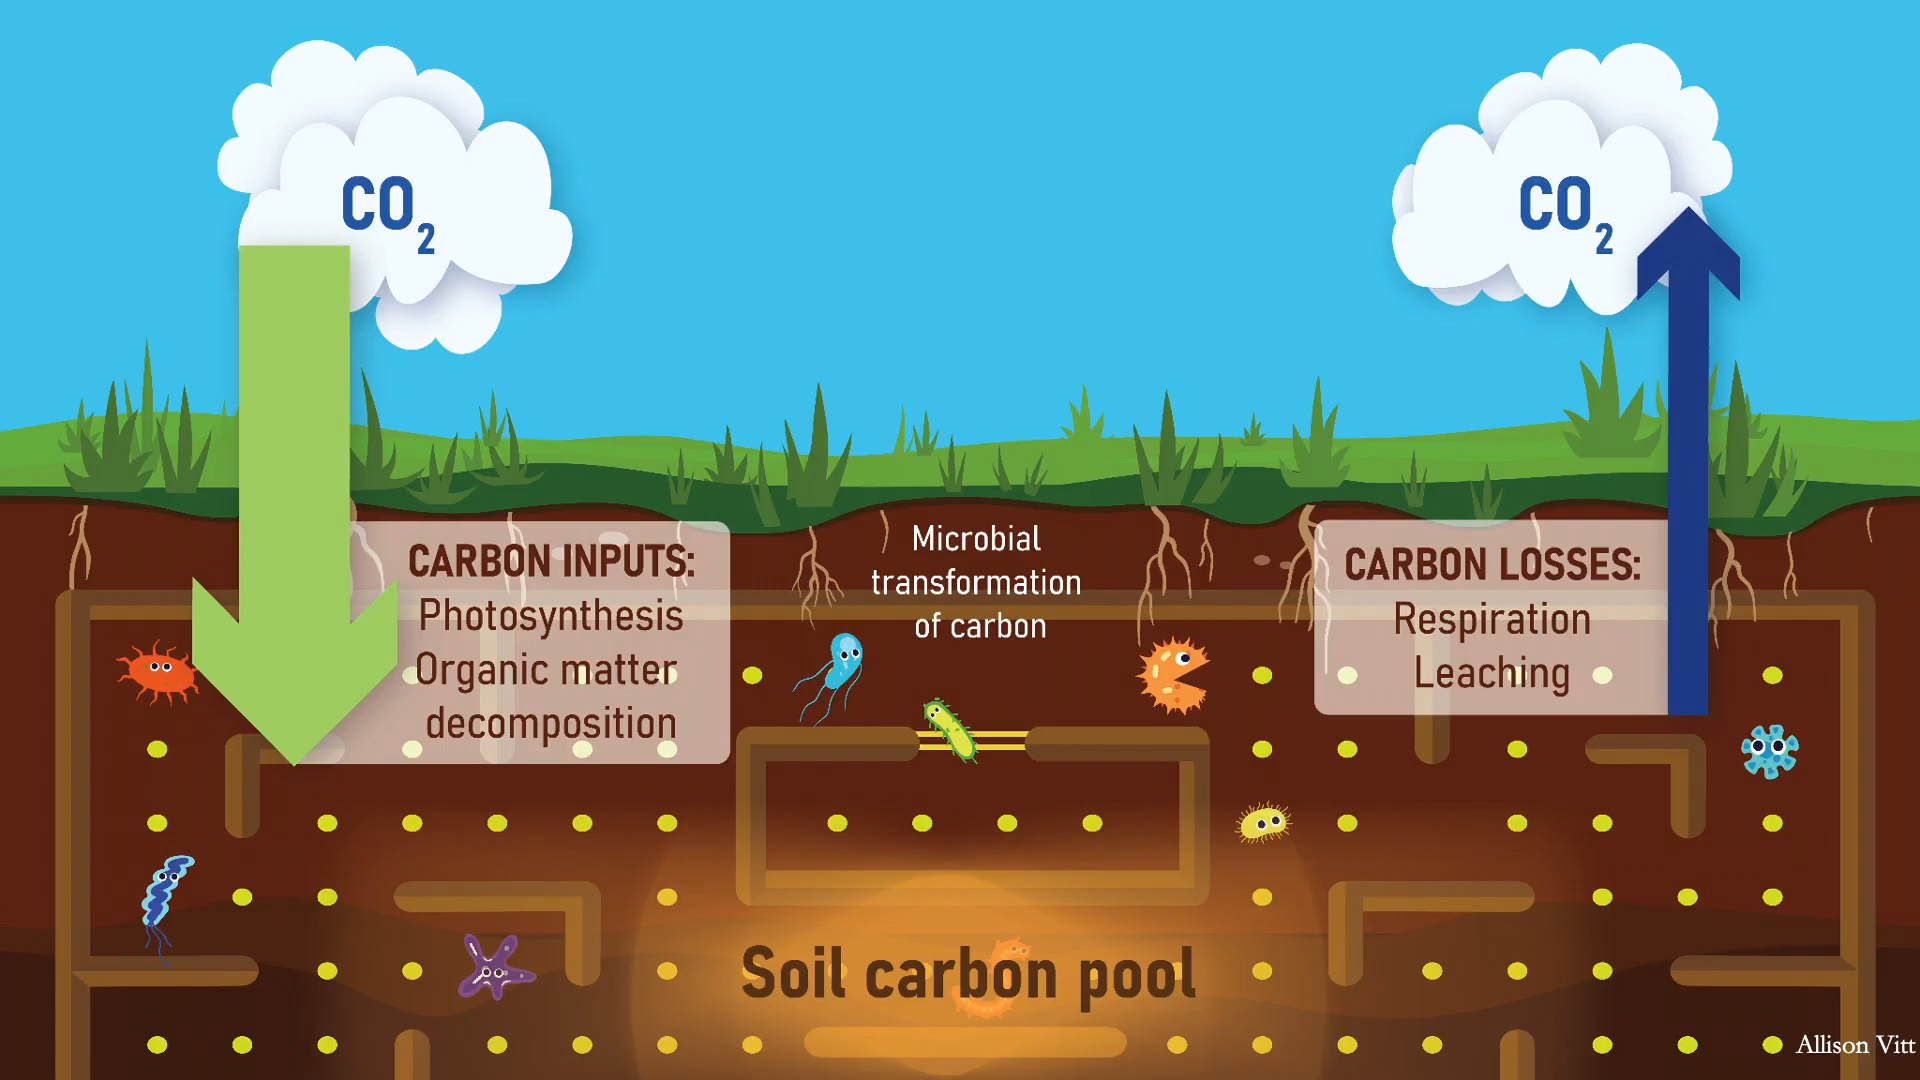 CO₂
CO₂
CARBON INPUTS:
Photosynthesis
Organic matter
decomposition
Microbial
transformation
of carbon
CARBON LOSSES:
Respiration
Leaching
Soil carbon pool
Allison Vitt